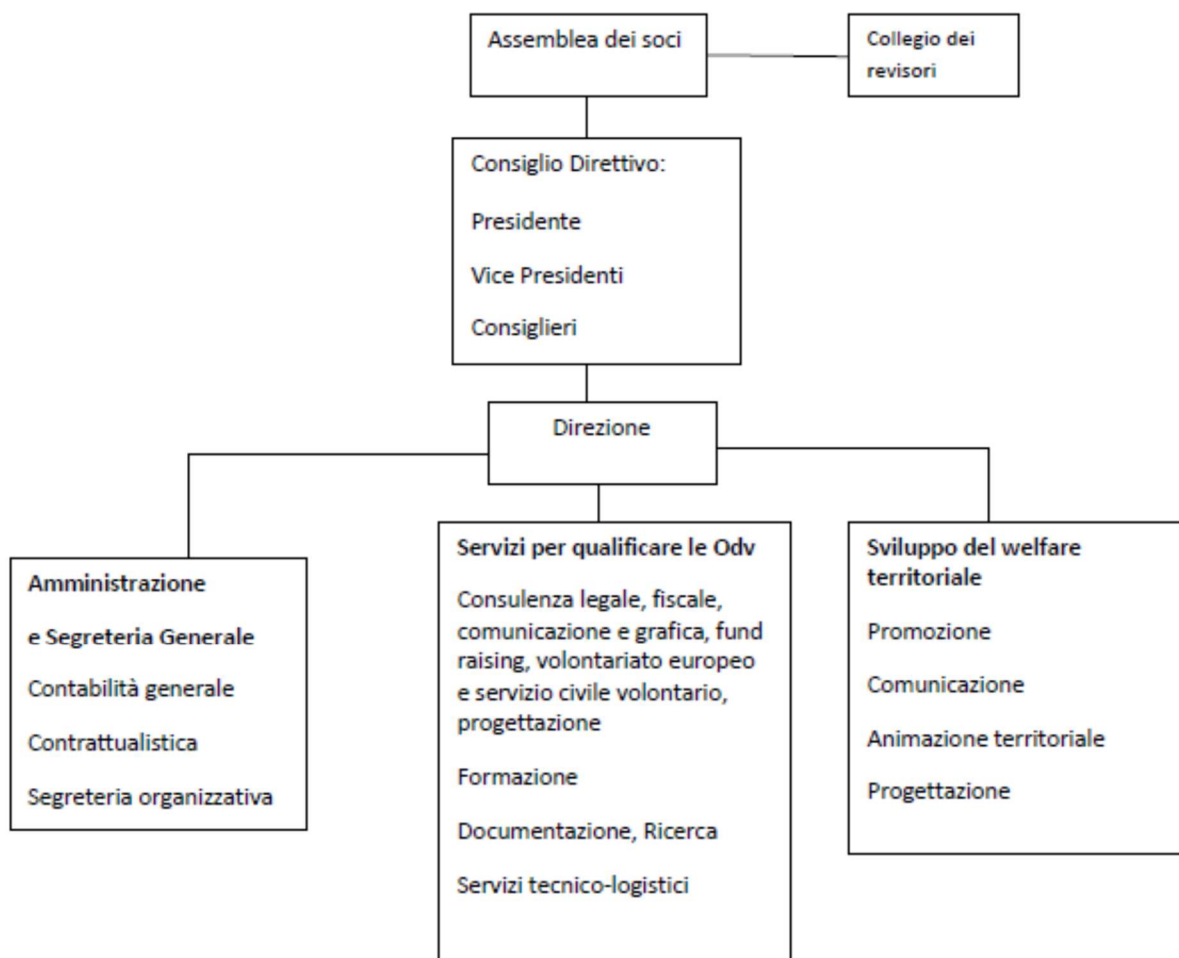 Assemblea dei soci
Collegio dei
revisori
Consiglio Direttivo:
Presidente
Vice Presidenti
Consiglieri
Direzione
Amministrazione
e Segreteria Generale
Contabilità generale
Contrattualistica
Segreteria organizzativa
Servizi per qualificare le Odv
Consulenza legale, fiscale,
comunicazione e grafica, fund
raising, volontariato europeo
e servizio civile volontario,
progettazione
Formazione
Documentazione, Ricerca
Servizi tecnico-logistici
Sviluppo del welfare
territoriale
Promozione
Comunicazione
Animazione territoriale
Progettazione